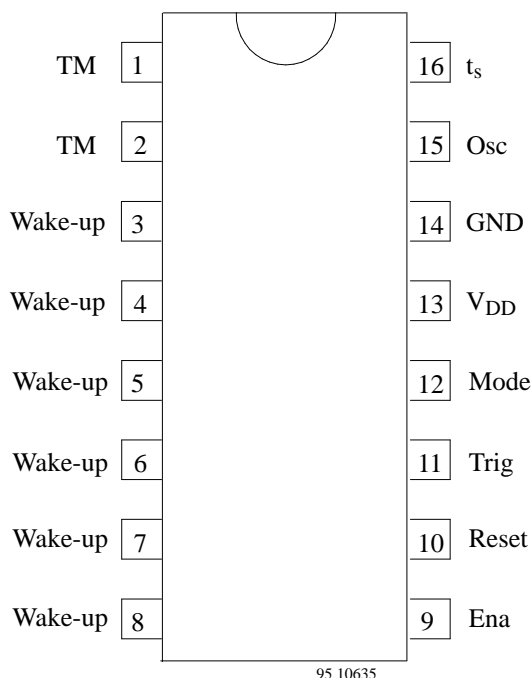 TM 1 16 ts
TM 2 15 Osc
Wake-up 3 14 GND
Wake-up 4 13 VDD
Wake-up 5 12 Mode
Wake-up 6 11 Trig
Wake-up 7 10 Reset
Wake-up 8 9 Ena
95 10635